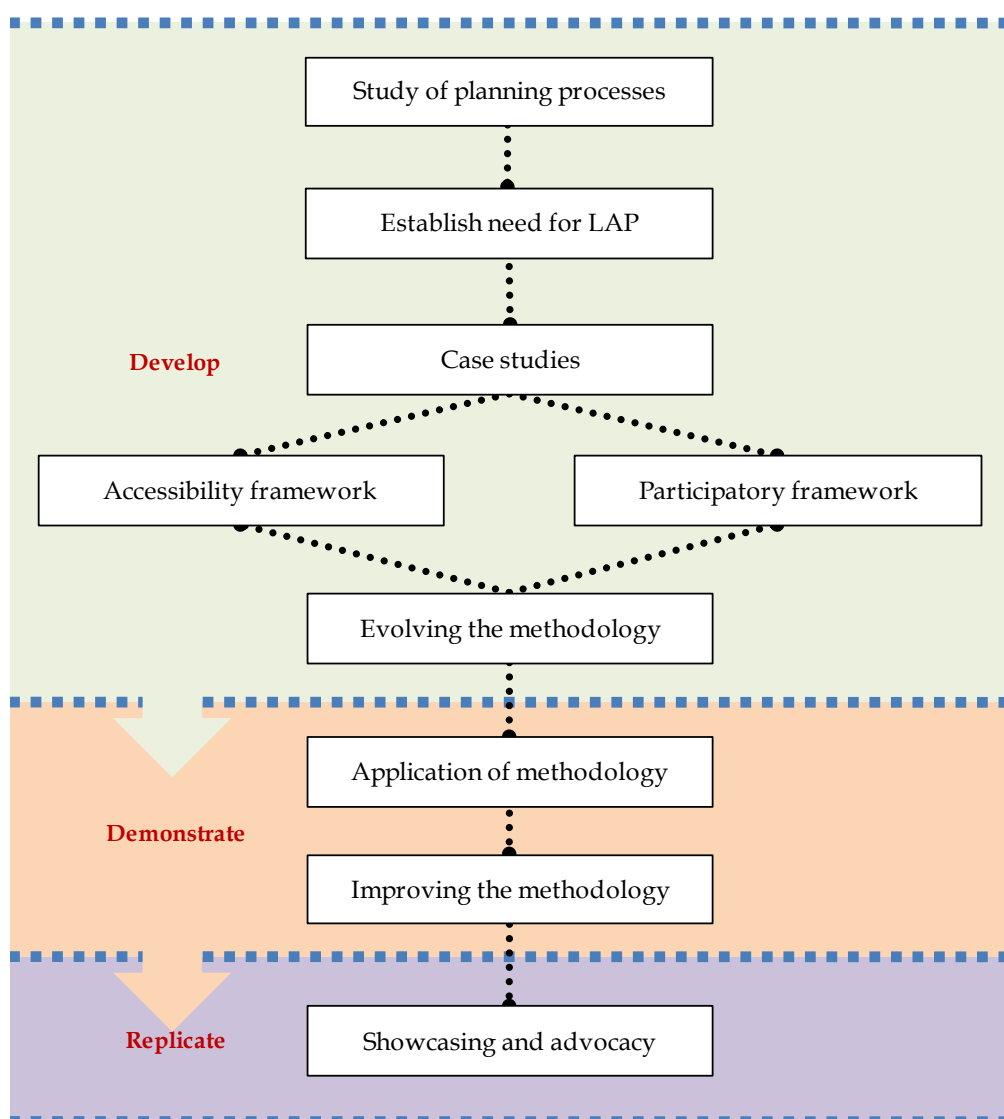 Study of planning processes
Establish need for LAP
Case studies
Develop
Accessibility framework
Participatory framework
Evolving the methodology
Application of methodology
Demonstrate
Improving the methodology
Replicate
Showcasing and advocacy